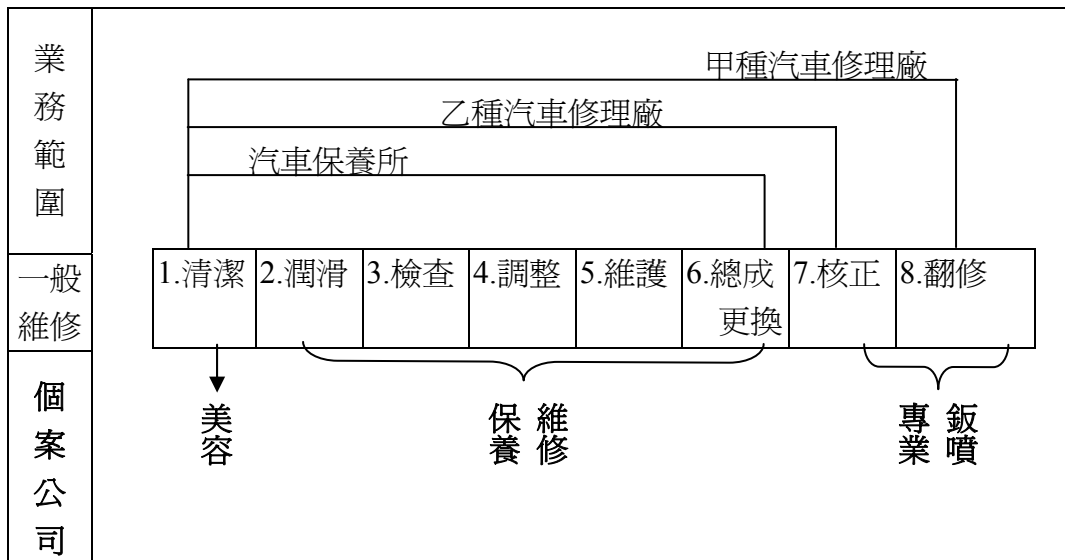 業務範圍
甲種汽車修理廠
乙種汽車修理廠
汽車保養所
一般
維修
1.清潔
2.潤滑
3.檢查
4.調整
5.維護
6.總成
更換
7.核正
8.翻修
個案公司
美容
維修
保養
鈑噴
專業